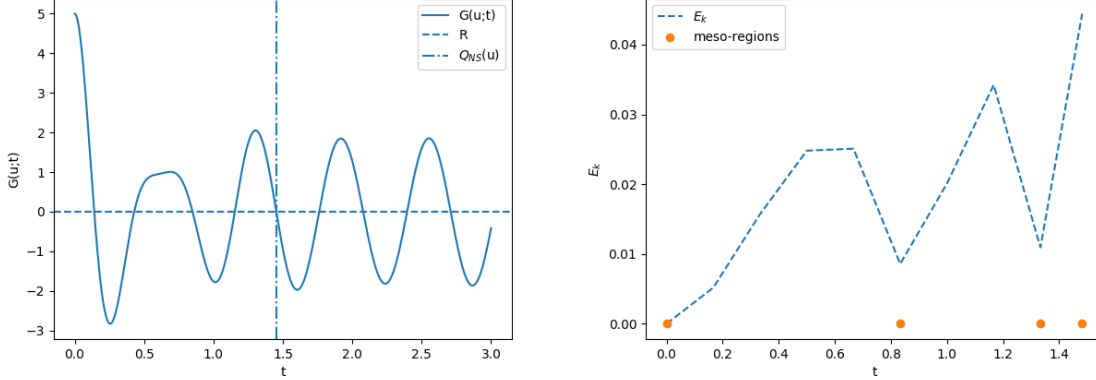 5
4
3
2
1
0
−1
−2
−3
G(u;t)
0.0 0.5 1.0 1.5 2.0 2.5 3.0
t
G(u;t)
R
Q_NS(u)
0.04
0.03
0.02
0.01
0.00
E_k
0.0 0.2 0.4 0.6 0.8 1.0 1.2 1.4
t
E_k
meso-regions